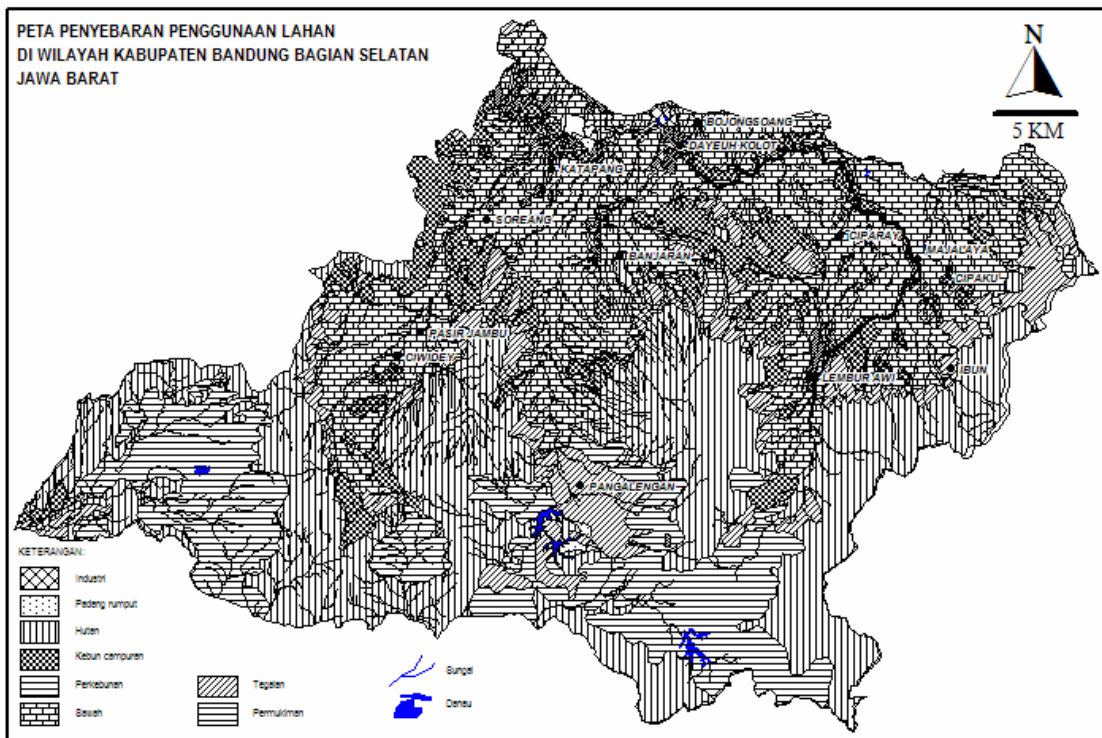 PETA PENYEBARAN PENGGUNAAN LAHAN
DI WILAYAH KABUPATEN BANDUNG BAGIAN SELATAN
JAWA BARAT
N
5 KM
BOJONGSOANG
DAYEUH KOLOT
KATAPANG
SOREANG
CIPARAY
MAJALAYA
BANJARAN
CIPAKU
PASIR JAMBU
CIWIDEY
IBUN
LEMBUR AWI
PANGALENGAN
KETERANGAN:
Industri
Padang rumput
Hutan
Kebun campuran
Perkebunan
Sawah
Tegalan
Permukiman
Sungai
Danau